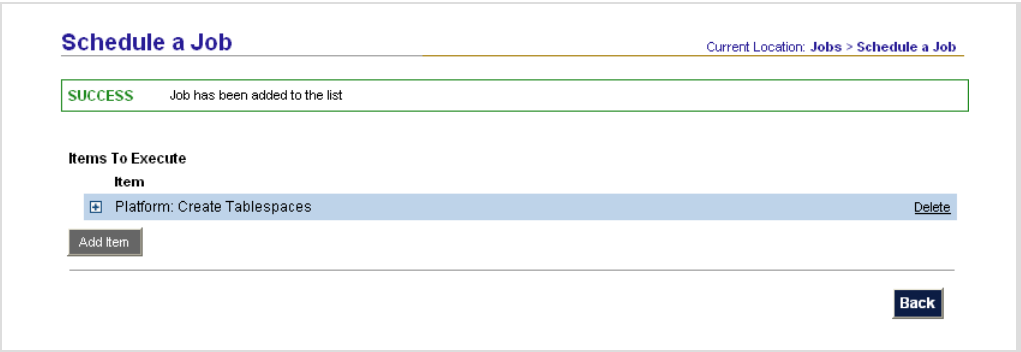 Schedule a Job
Current Location: Jobs > Schedule a Job
SUCCESS Job has been added to the list
Items To Execute
Item
Platform: Create Tablespaces Delete
Add Item
Back